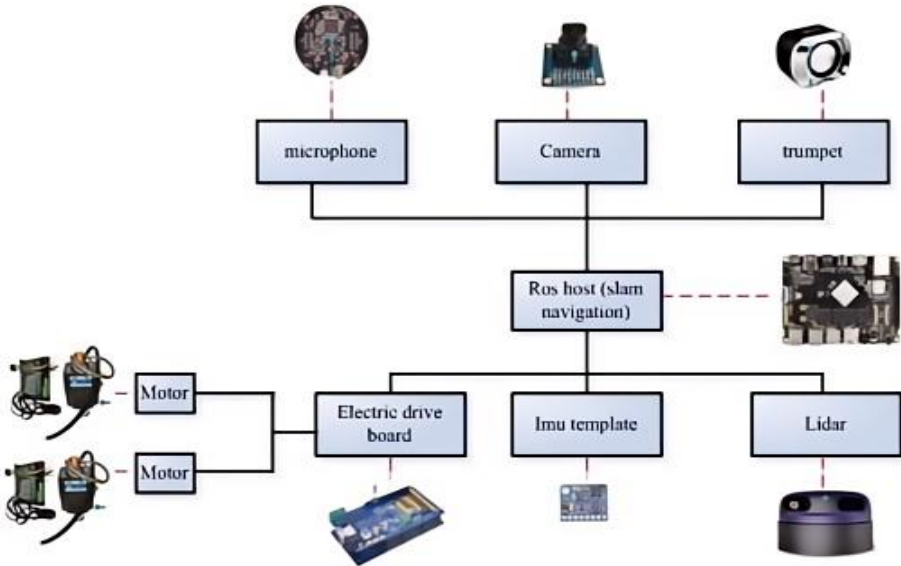 microphone
Camera
trumpet
Ros host (slam
navigation)
Motor
Electric drive
board
Imu template
Lidar
Motor